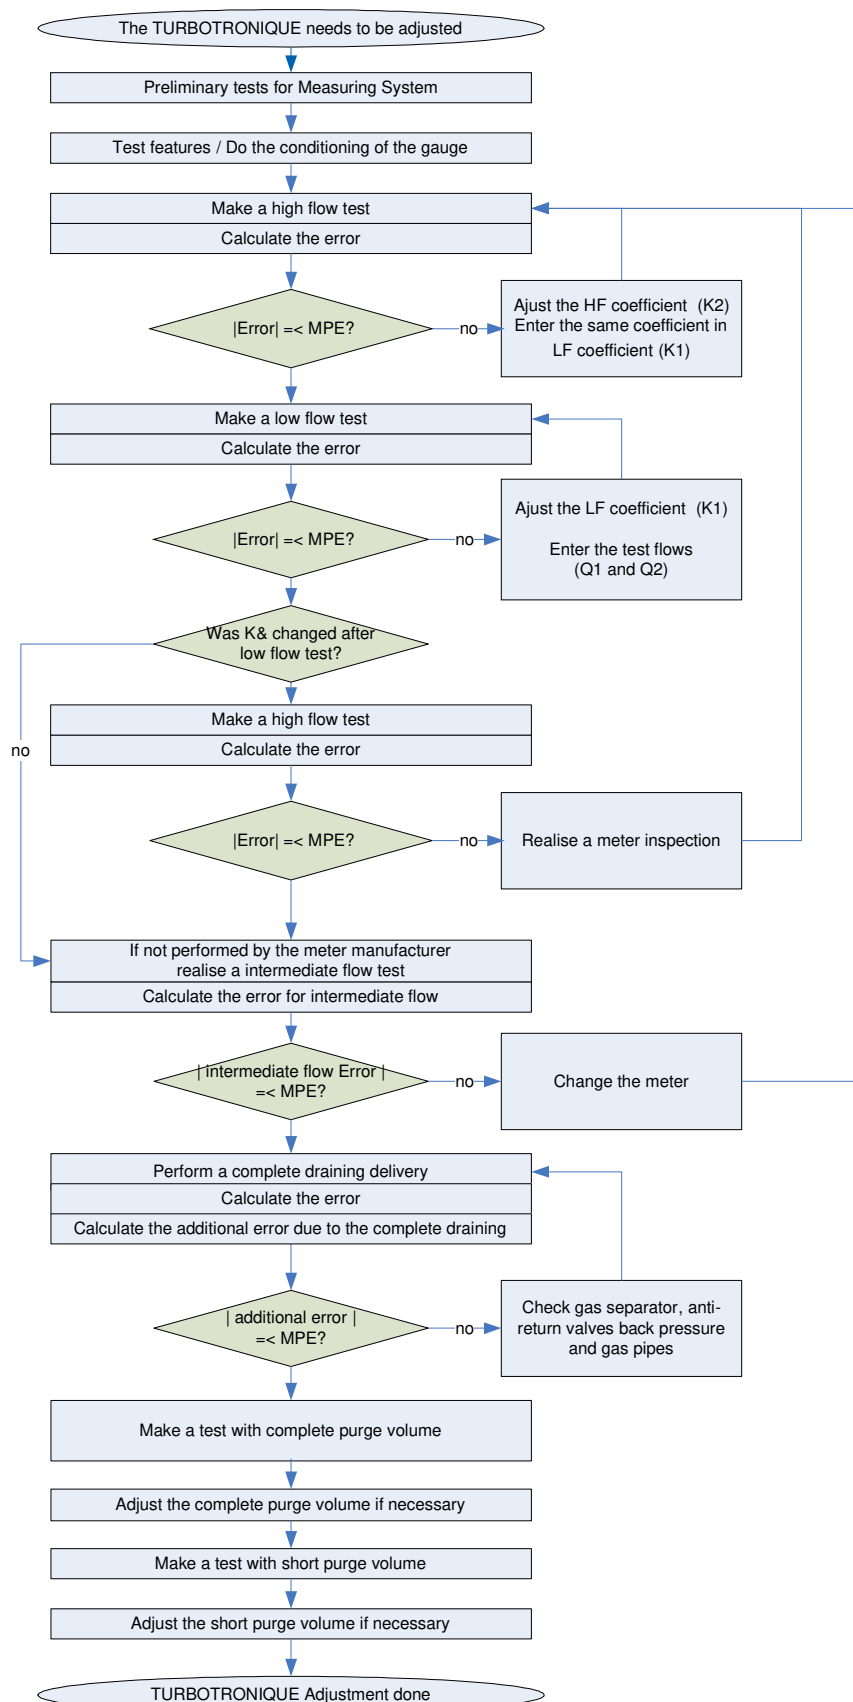 The TURBOTRONIQUE needs to be adjusted
Preliminary tests for Measuring System
Test features / Do the conditioning of the gauge
Make a high flow test
Calculate the error
|Error| =< MPE?
no
Ajust the HF coefficient (K2)
Enter the same coefficient in
LF coefficient (K1)
Make a low flow test
Calculate the error
|Error| =< MPE?
no
Ajust the LF coefficient (K1)
Enter the test flows
(Q1 and Q2)
Was K& changed after
low flow test?
no
Make a high flow test
Calculate the error
|Error| =< MPE?
no
Realise a meter inspection
If not performed by the meter manufacturer
realise a intermediate flow test
Calculate the error for intermediate flow
| intermediate flow Error |
=< MPE?
no
Change the meter
Perform a complete draining delivery
Calculate the error
Calculate the additional error due to the complete draining
| additional error |
=< MPE?
no
Check gas separator, anti-
return valves back pressure
and gas pipes
Make a test with complete purge volume
Adjust the complete purge volume if necessary
Make a test with short purge volume
Adjust the short purge volume if necessary
TURBOTRONIQUE Adjustment done